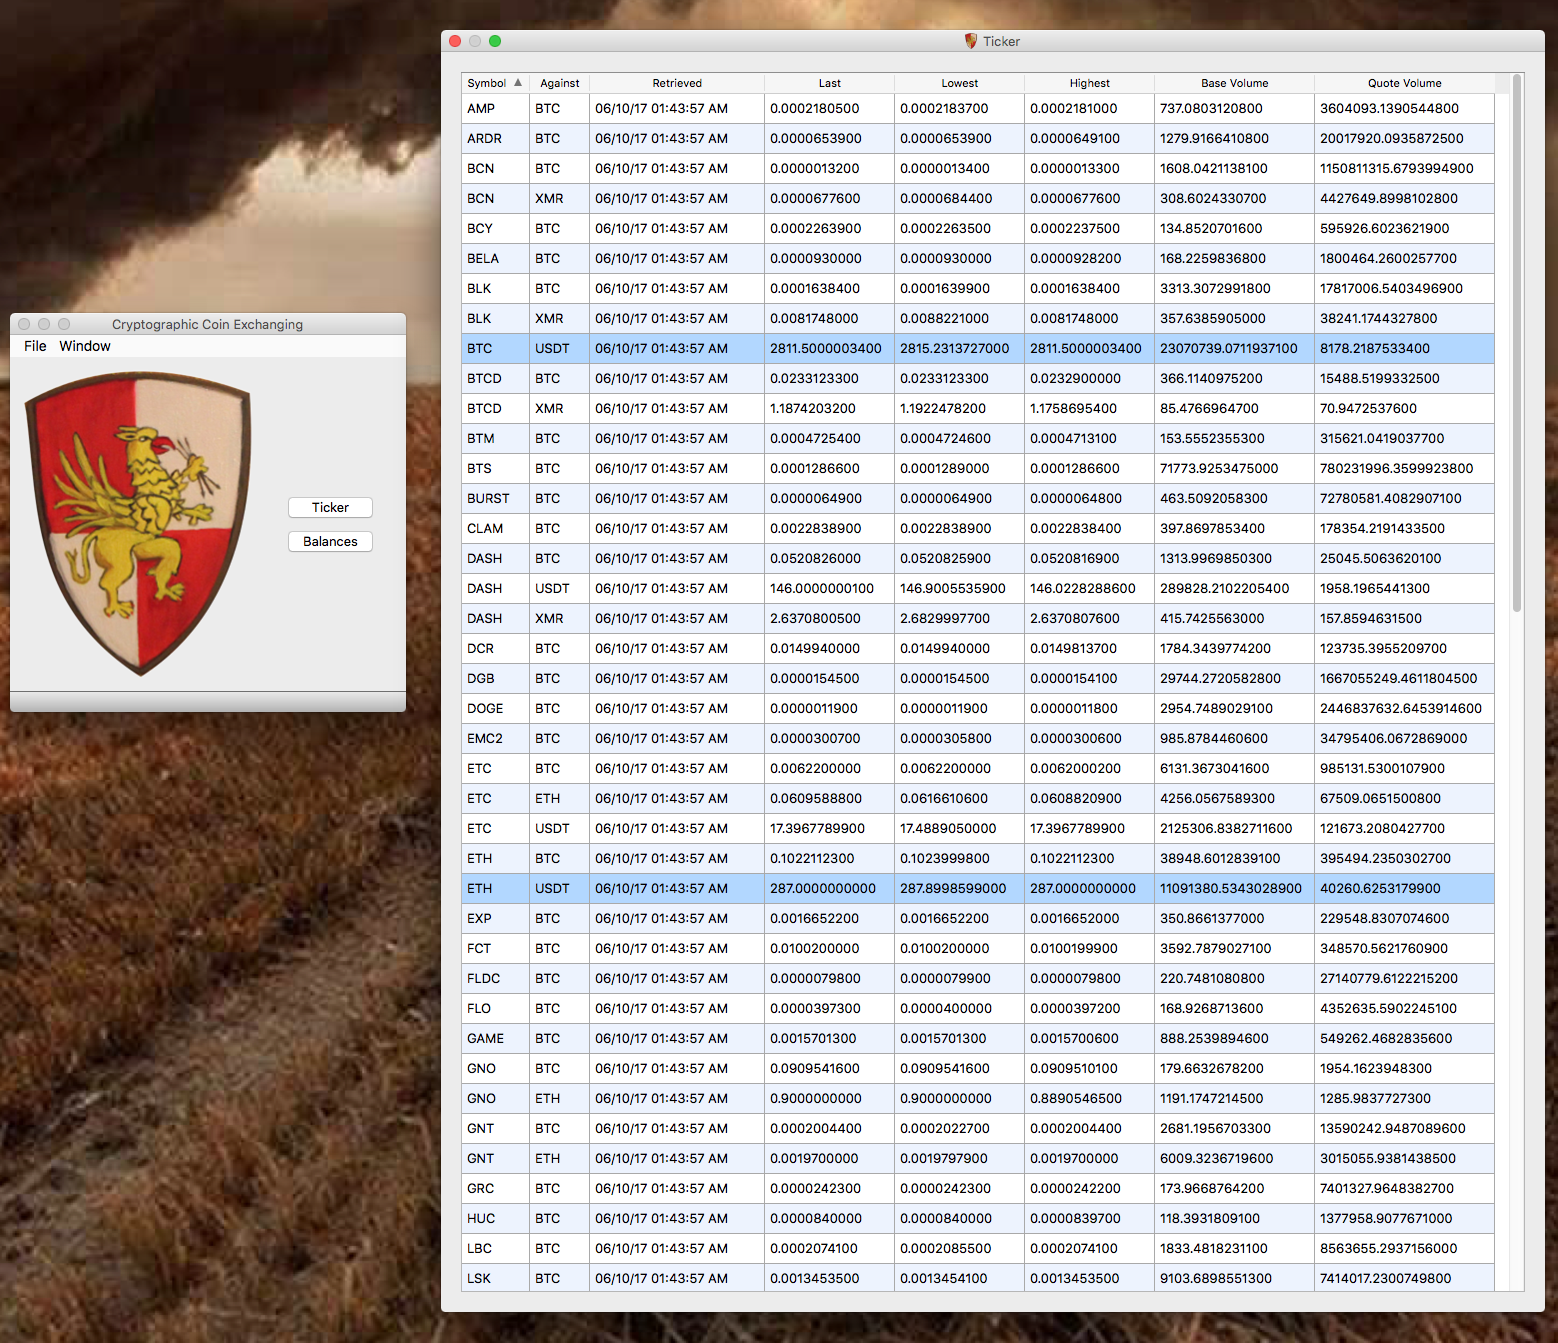 Ticker
Symbol Against Retrieved Last Lowest Highest Base Volume Quote Volume
AMP BTC 06/10/17 01:43:57 AM 0.0002180500 0.0002183700 0.0002181000 737.0803120800 3604093.1390544800
ARDR BTC 06/10/17 01:43:57 AM 0.0000653900 0.0000653900 0.0000649100 1279.9166410800 20017920.0935872500
BCN BTC 06/10/17 01:43:57 AM 0.0000013200 0.0000013400 0.0000013300 1608.0421138100 1150811315.6793994900
BCN XMR 06/10/17 01:43:57 AM 0.0000677600 0.0000684400 0.0000677600 308.6024330700 4427649.8998102800
BCY BTC 06/10/17 01:43:57 AM 0.0002263900 0.0002263500 0.0002237500 134.8520701600 595926.6023621900
BELA BTC 06/10/17 01:43:57 AM 0.0000930000 0.0000930000 0.0000928200 168.2259836800 1800464.2600257700
BLK BTC 06/10/17 01:43:57 AM 0.0001638400 0.0001639900 0.0001638400 3313.3072991800 17817006.5403496900
BLK XMR 06/10/17 01:43:57 AM 0.0081748000 0.0088221000 0.0081748000 357.6385905000 38241.1744327800
BTC USDT 06/10/17 01:43:57 AM 2811.5000003400 2815.2313727000 2811.5000003400 23070739.0711937100 8178.2187533400
BTCD BTC 06/10/17 01:43:57 AM 0.0233123300 0.0233123300 0.0232900000 366.1140975200 15488.5199332500
BTCD XMR 06/10/17 01:43:57 AM 1.1874203200 1.1922478200 1.1758695400 85.4766964700 70.9472537600
BTM BTC 06/10/17 01:43:57 AM 0.0004725400 0.0004724600 0.0004713100 153.5552355300 315621.0419037700
BTS BTC 06/10/17 01:43:57 AM 0.0001286600 0.0001289000 0.0001286600 71773.9253475000 780231996.3599923800
BURST BTC 06/10/17 01:43:57 AM 0.0000064900 0.0000064900 0.0000064800 463.5092058300 72780581.4082907100
CLAM BTC 06/10/17 01:43:57 AM 0.0022838900 0.0022838900 0.0022838400 397.8697853400 178354.2191433500
DASH BTC 06/10/17 01:43:57 AM 0.0520826000 0.0520825900 0.0520816900 1313.9969850300 25045.5063620100
DASH USDT 06/10/17 01:43:57 AM 146.0000000100 146.9005535900 146.0228288600 289828.2102205400 1958.1965441300
DASH XMR 06/10/17 01:43:57 AM 2.6370800500 2.6829997700 2.6370807600 415.7425563000 157.8594631500
DCR BTC 06/10/17 01:43:57 AM 0.0149940000 0.0149940000 0.0149813700 1784.3439774200 123735.3955209700
DGB BTC 06/10/17 01:43:57 AM 0.0000154500 0.0000154500 0.0000154100 29744.2720582800 1667055249.4611804500
DOGE BTC 06/10/17 01:43:57 AM 0.0000011900 0.0000011900 0.0000011800 2954.7489029100 2446837632.6453914600
EMC2 BTC 06/10/17 01:43:57 AM 0.0000300700 0.0000305800 0.0000300600 985.8784460600 34795406.0672869000
ETC BTC 06/10/17 01:43:57 AM 0.0062200000 0.0062200000 0.0062000200 6131.3673041600 985131.5300107900
ETC ETH 06/10/17 01:43:57 AM 0.0609588800 0.0616610600 0.0608820900 4256.0567589300 67509.0651500800
ETC USDT 06/10/17 01:43:57 AM 17.3967789900 17.4889050000 17.3967789900 2125306.8382711600 121673.2080427700
ETH BTC 06/10/17 01:43:57 AM 0.1022112300 0.1023999800 0.1022112300 38948.6012839100 395494.2350302700
ETH USDT 06/10/17 01:43:57 AM 287.0000000000 287.8998599000 287.0000000000 11091380.5343028900 40260.6253179900
EXP BTC 06/10/17 01:43:57 AM 0.0016652200 0.0016652200 0.0016652000 350.8661377000 229548.8307074600
FCT BTC 06/10/17 01:43:57 AM 0.0100200000 0.0100200000 0.0100199900 3592.7879027100 348570.5621760900
FLDC BTC 06/10/17 01:43:57 AM 0.0000079800 0.0000079900 0.0000079800 220.7481080800 27140779.6122215200
FLO BTC 06/10/17 01:43:57 AM 0.0000397300 0.0000400000 0.0000397200 168.9268713600 4352635.5902245100
GAME BTC 06/10/17 01:43:57 AM 0.0015701300 0.0015701300 0.0015700600 888.2539894600 549262.4682835600
GNO BTC 06/10/17 01:43:57 AM 0.0909541600 0.0909541600 0.0909510100 179.6632678200 1954.1623948300
GNO ETH 06/10/17 01:43:57 AM 0.9000000000 0.9000000000 0.8890546500 1191.1747214500 1285.9837727300
GNT BTC 06/10/17 01:43:57 AM 0.0002004400 0.0002022700 0.0002004400 2681.1956703300 13590242.9487089600
GNT ETH 06/10/17 01:43:57 AM 0.0019700000 0.0019797900 0.0019700000 6009.3236719600 3015055.9381438500
GRC BTC 06/10/17 01:43:57 AM 0.0000242300 0.0000242300 0.0000242200 173.9668764200 7401327.9648382700
HUC BTC 06/10/17 01:43:57 AM 0.0000840000 0.0000840000 0.0000839700 118.3931809100 1377958.9077671000
LBC BTC 06/10/17 01:43:57 AM 0.0002074100 0.0002085500 0.0002074100 1833.4818231100 8563655.2937156000
LSK BTC 06/10/17 01:43:57 AM 0.0013453500 0.0013454100 0.0013453500 9103.6898551300 7414017.2300749800
Cryptographic Coin Exchanging
File Window
Ticker
Balances